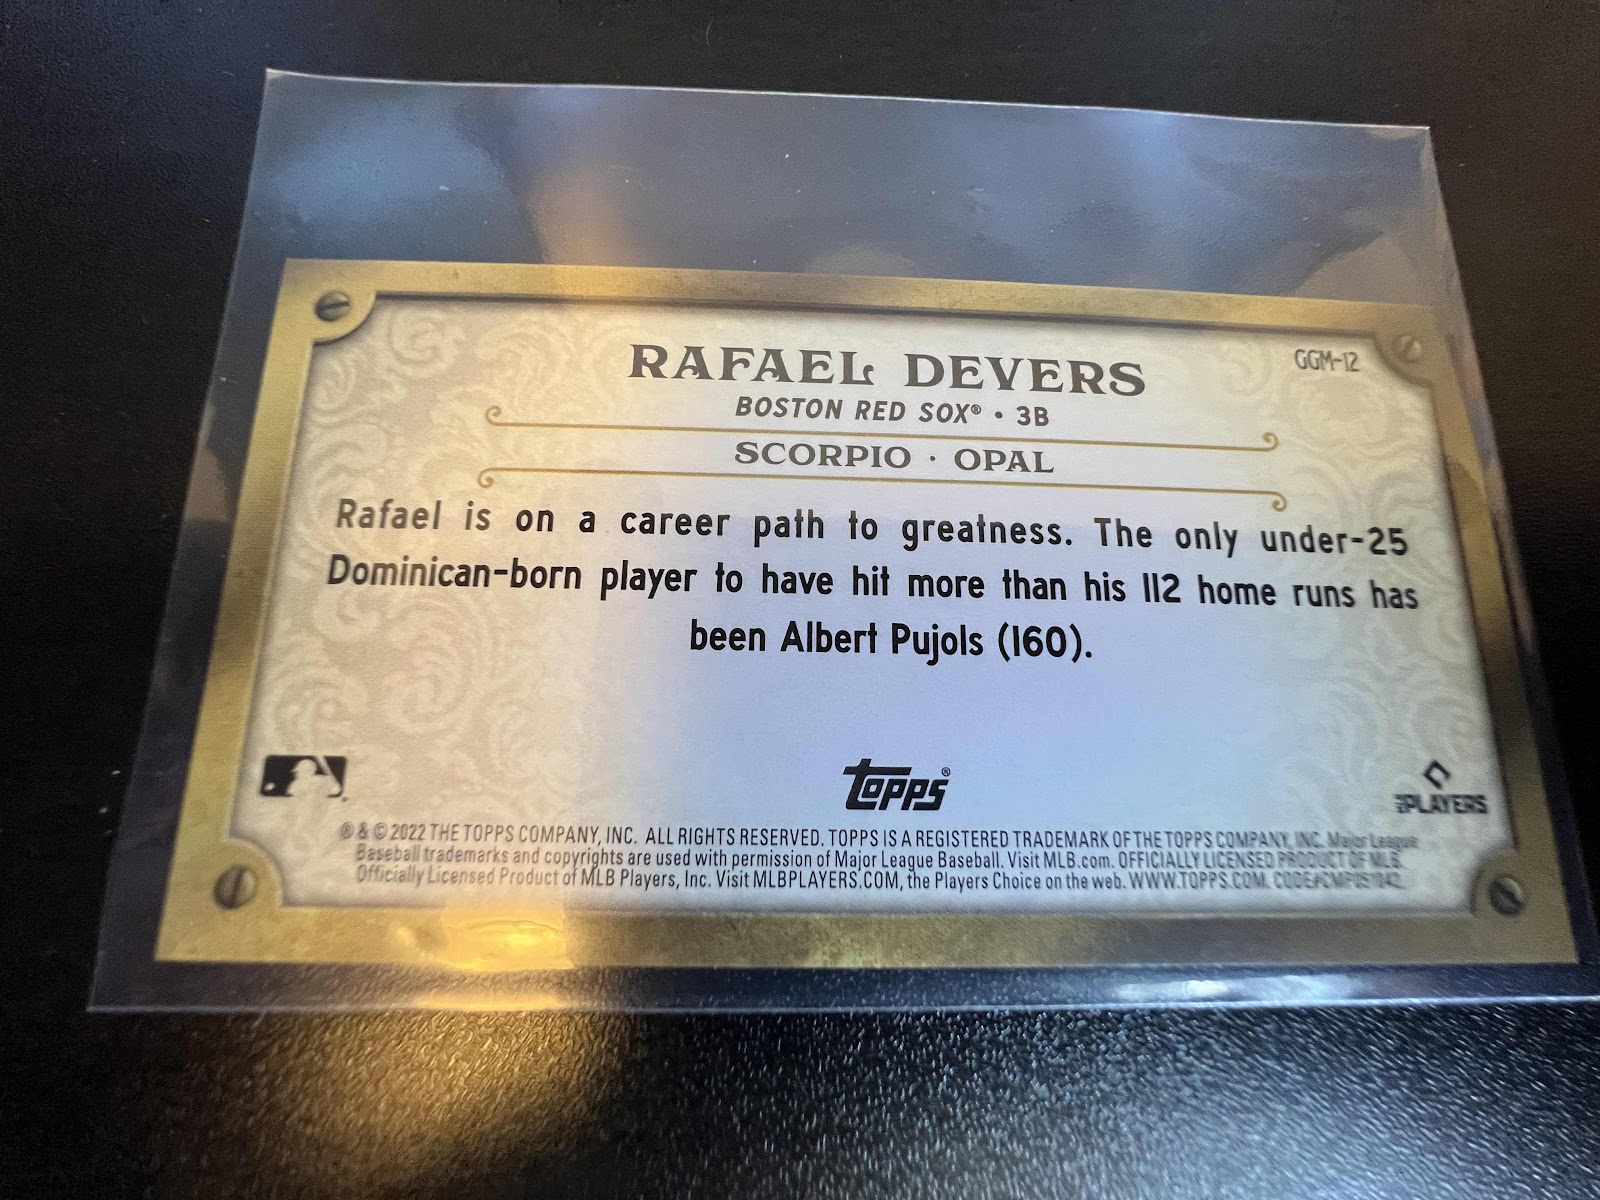 RAFAEL DEVERS
GGM-12
BOSTON RED SOX® • 3B
SCORPIO · OPAL
Rafael is on a career path to greatness. The only under-25
Dominican-born player to have hit more than his 112 home runs has
been Albert Pujols (160).
topps®
PLAYERS
® & © 2022 THE TOPPS COMPANY, INC. ALL RIGHTS RESERVED. TOPPS IS A REGISTERED TRADEMARK OF THE TOPPS COMPANY, INC. Major League
Baseball trademarks and copyrights are used with permission of Major League Baseball. Visit MLB.com. OFFICIALLY LICENSED PRODUCT OF MLB
Officially Licensed Product of MLB Players, Inc. Visit MLBPLAYERS.COM, the Players Choice on the web. WWW.TOPPS.COM. CODE#CMP051042